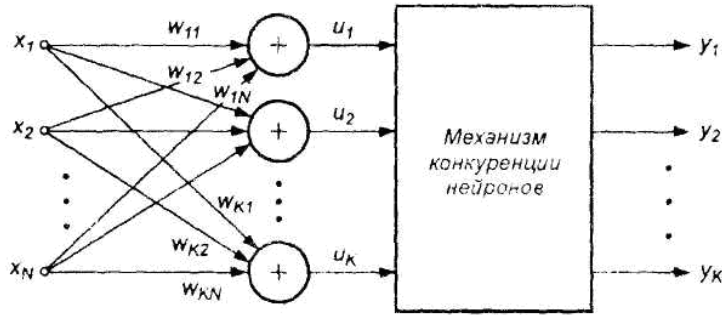 x1 w11 + u1 y1
w12
w1N
x2 + u2 y2
Механизм
конкуренции
нейронов
wK1
wK2
xN + uK yK
wKN